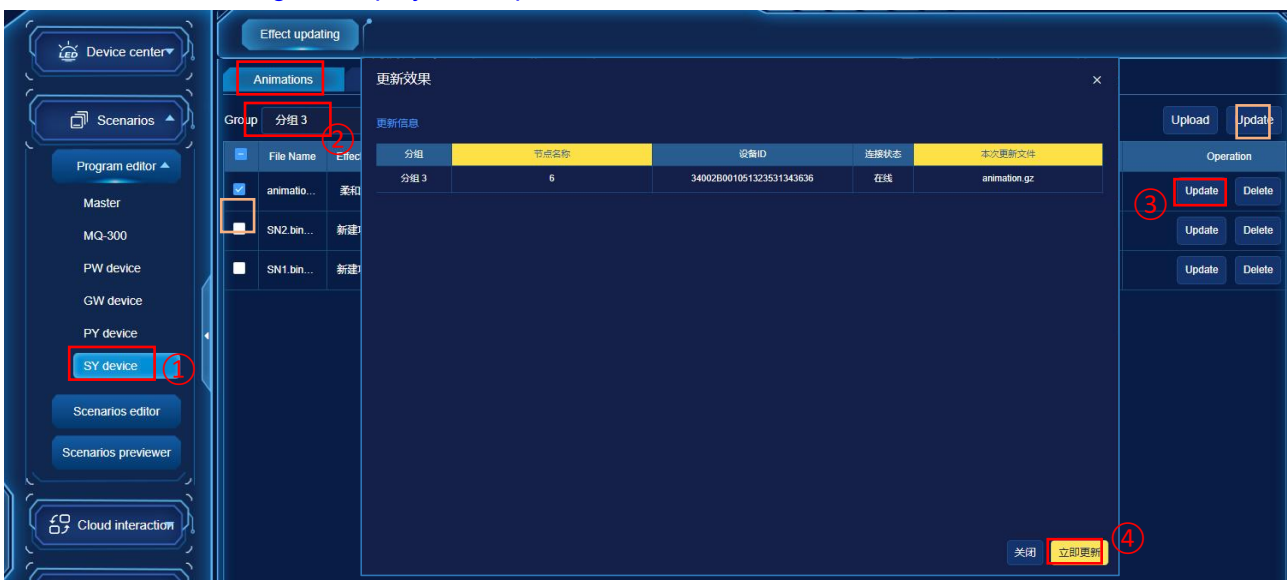 Effect updating
Device center
Animations
更新效果
×
Scenarios
Group 分组 3
②
更新信息
Upload Update
Program editor
File Name
分组 节点名称 设备ID 连接状态 本次更新文件
Operation
animatio... 柔和
分组 3 6 34002B001051323531343636 在线 animation.gz
③
Update Delete
Master
MQ-300
SN2.bin... 新建
Update Delete
PW device
SN1.bin... 新建
Update Delete
GW device
PY device
SY device
①
Scenarios editor
Scenarios previewer
Cloud interaction
关闭 立即更新
④